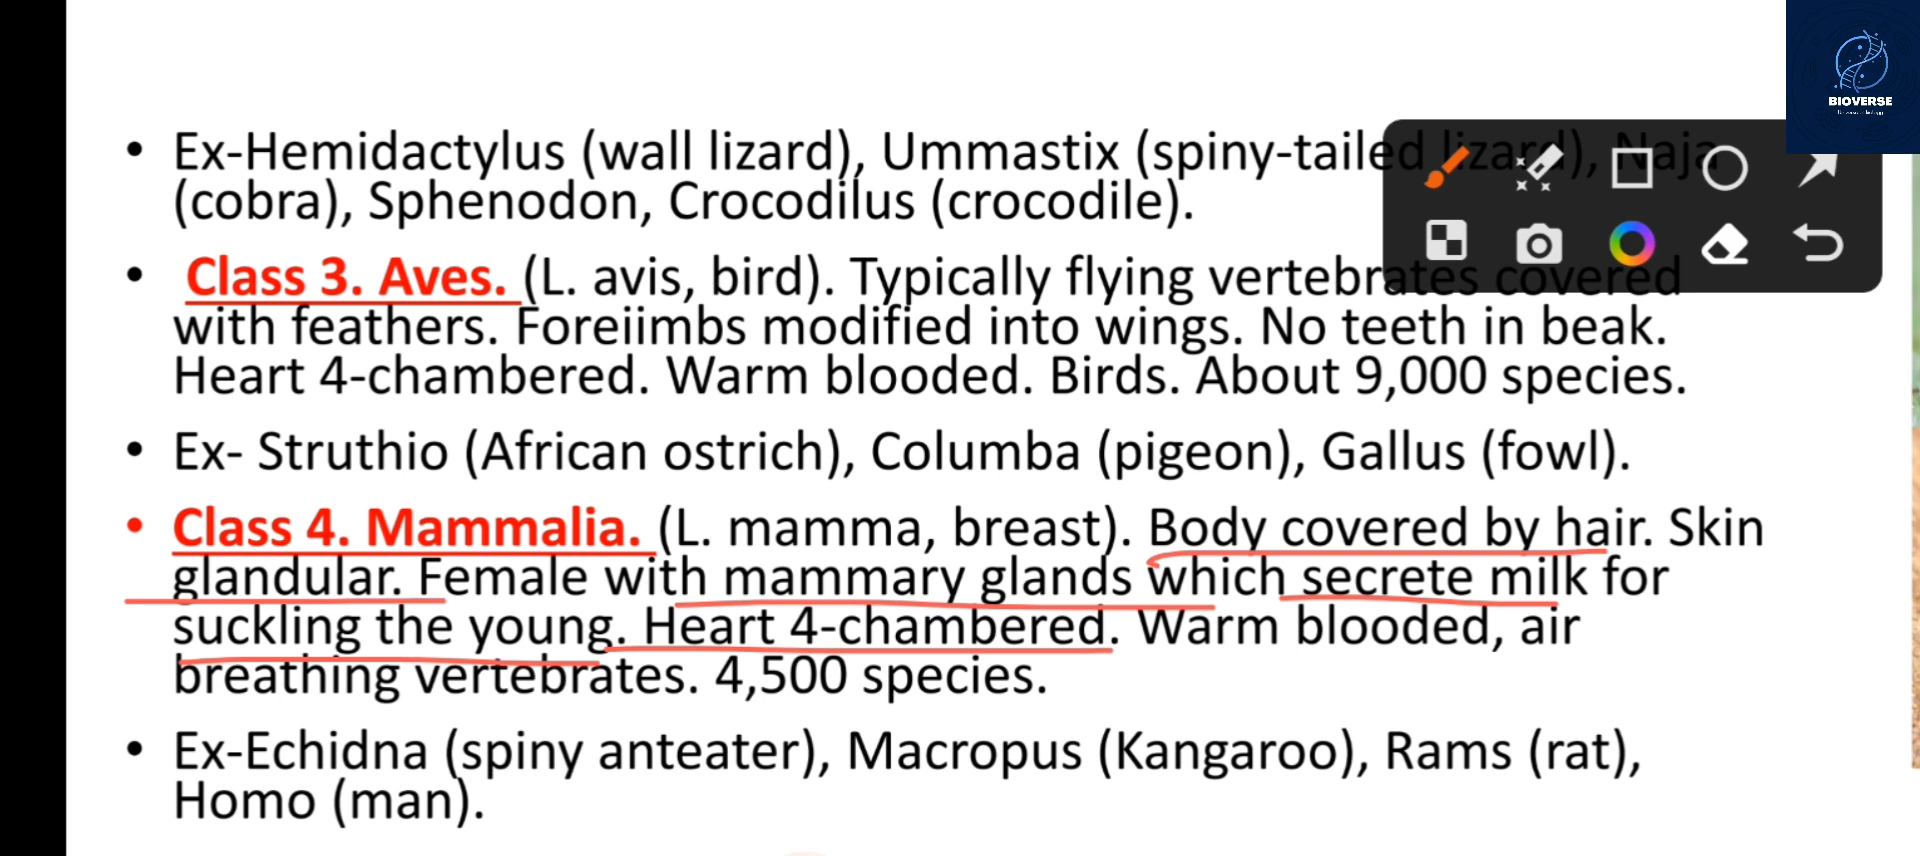 BIOVERSE
• Ex-Hemidactylus (wall lizard), Ummastix (spiny-tailed lizard), Naja
(cobra), Sphenodon, Crocodilus (crocodile).
• Class 3. Aves. (L. avis, bird). Typically flying vertebrates covered
with feathers. Foreiimbs modified into wings. No teeth in beak.
Heart 4-chambered. Warm blooded. Birds. About 9,000 species.
• Ex- Struthio (African ostrich), Columba (pigeon), Gallus (fowl).
• Class 4. Mammalia. (L. mamma, breast). Body covered by hair. Skin
glandular. Female with mammary glands which secrete milk for
suckling the young. Heart 4-chambered. Warm blooded, air
breathing vertebrates. 4,500 species.
• Ex-Echidna (spiny anteater), Macropus (Kangaroo), Rams (rat),
Homo (man).